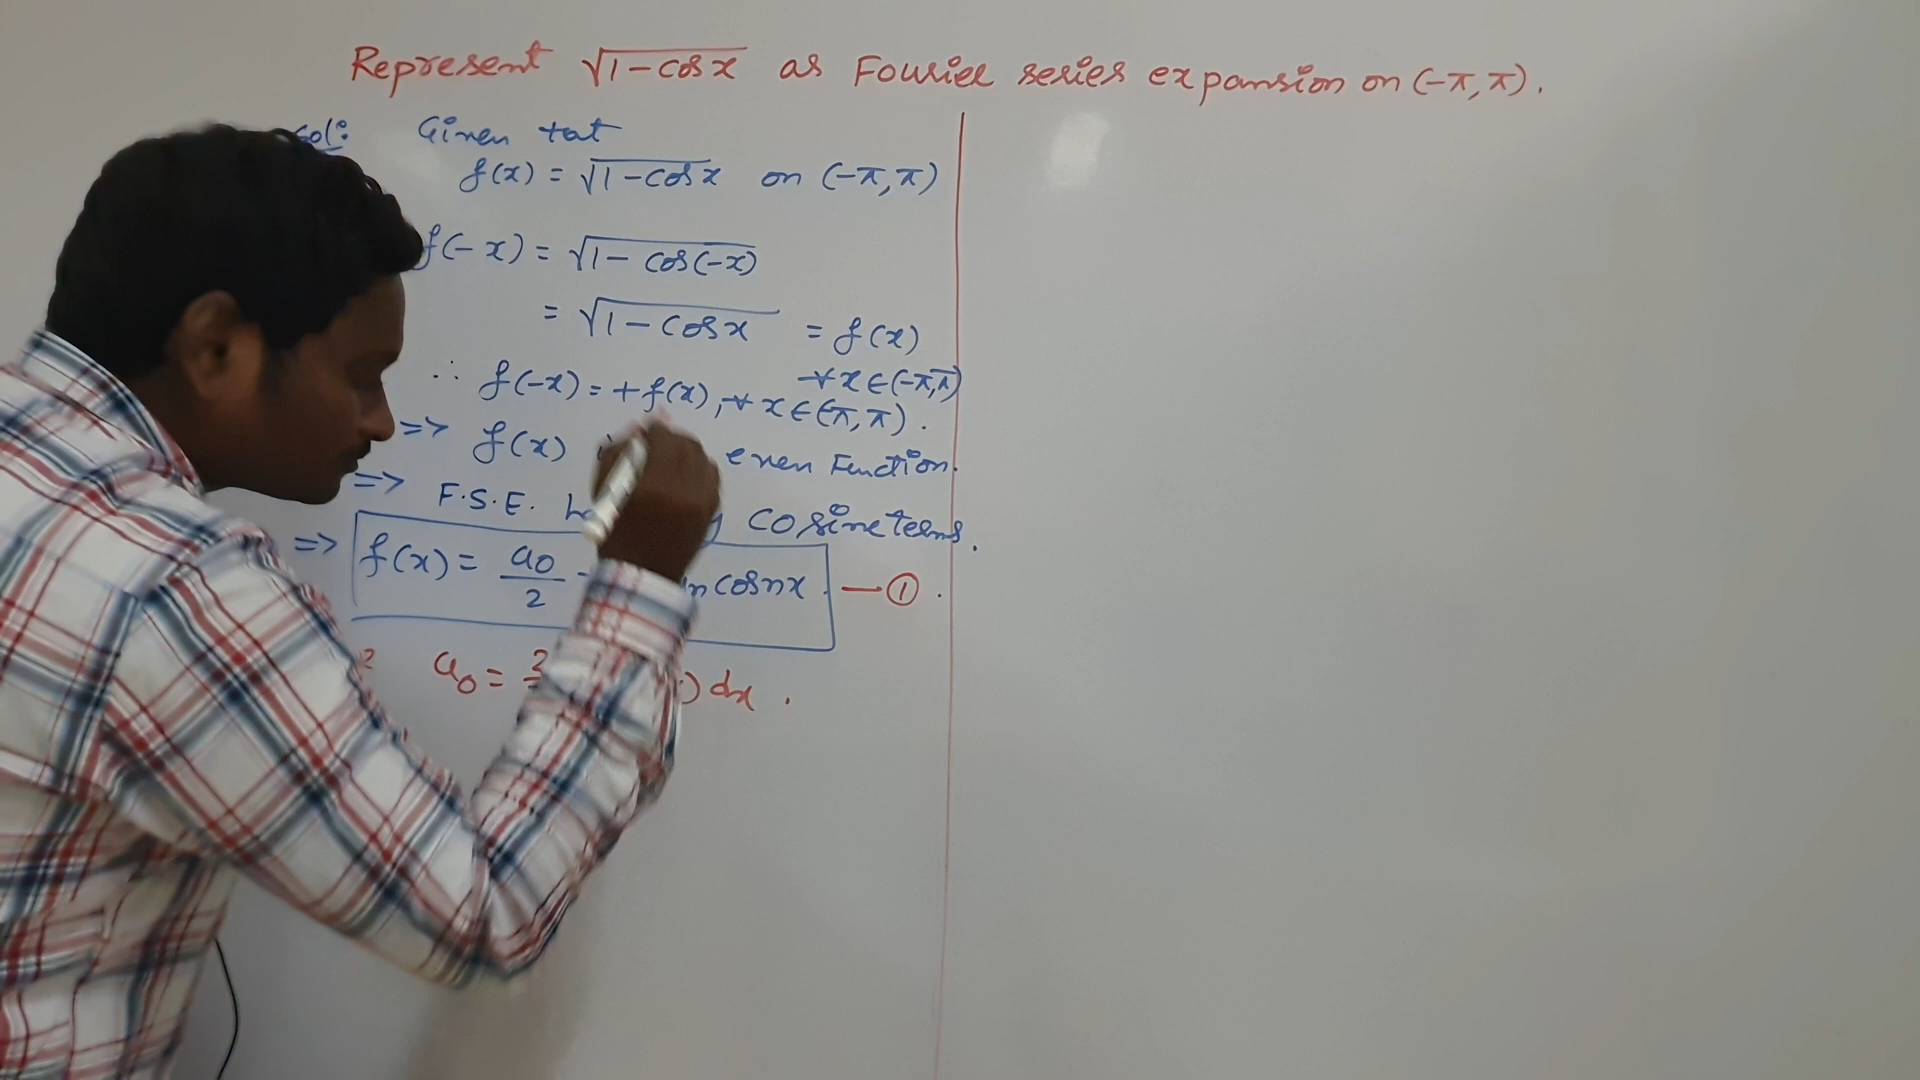 Represent √1-cosx as Fourier series expansion on (-π, π).
Sol: Given tat
f(x) = √1-cosx on (-π, π)
f(-x) = √1- cos(-x)
= √1-cosx = f(x)
∀ x ∈ (-π, π)
∴ f(-x) = + f(x), ∀ x ∈ (-π, π).
=> f(x) even Function.
=> F.S.E. cosine terms.
=> f(x) = a0/2 cosnx. — ①.
a0 = dx.